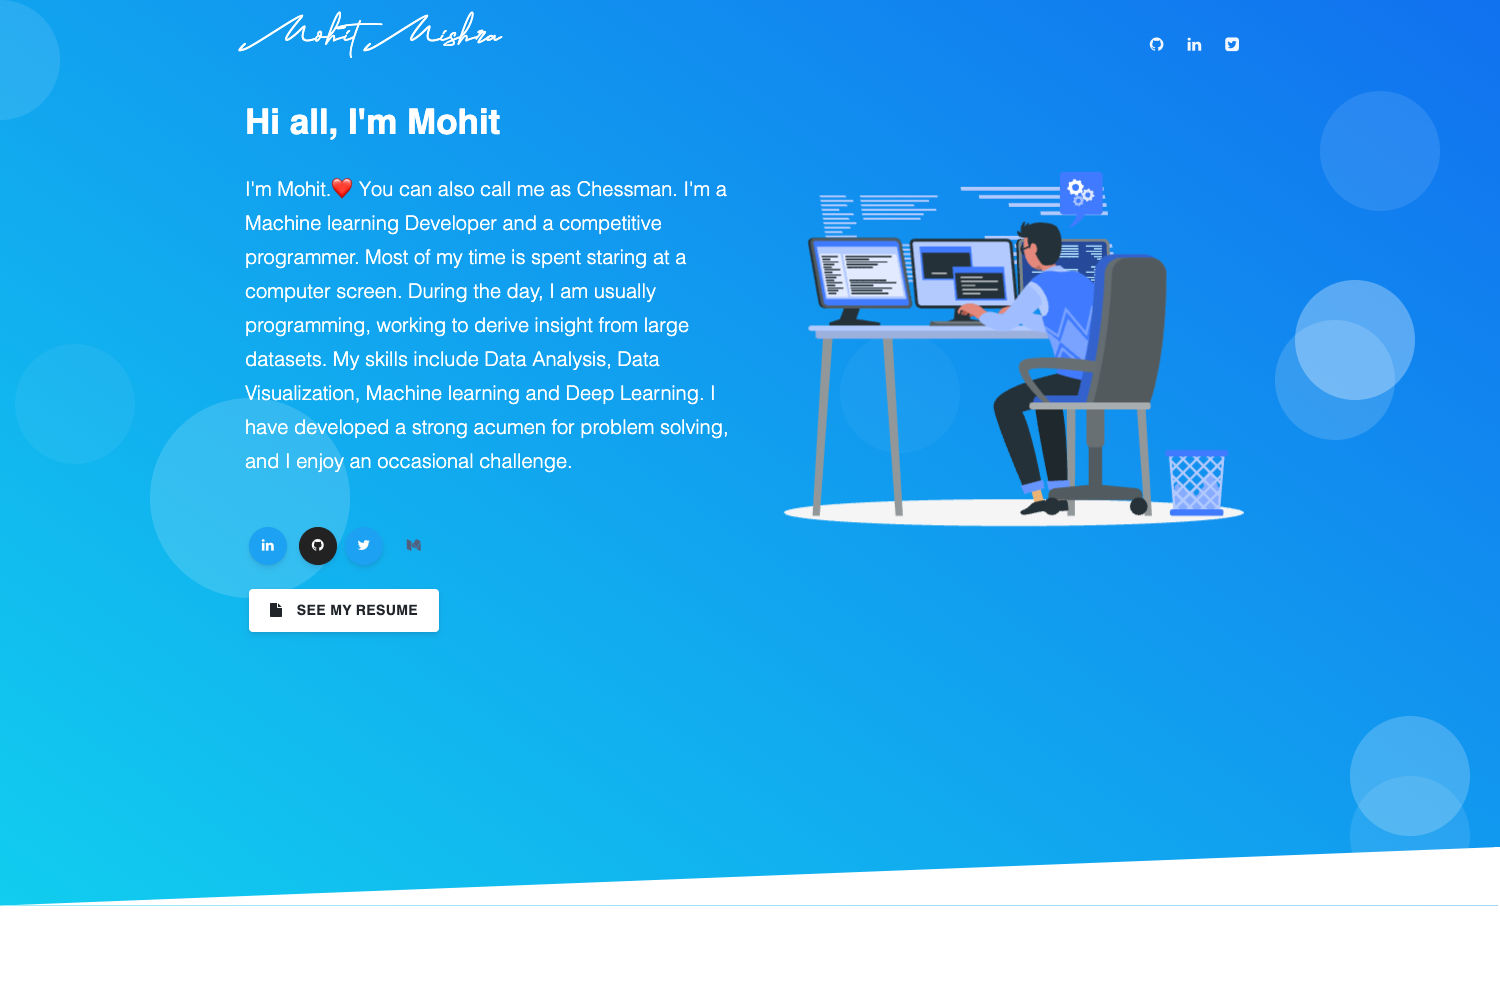 Mohit Mishra
Hi all, I'm Mohit
I'm Mohit.❤️ You can also call me as Chessman. I'm a
Machine learning Developer and a competitive
programmer. Most of my time is spent staring at a
computer screen. During the day, I am usually
programming, working to derive insight from large
datasets. My skills include Data Analysis, Data
Visualization, Machine learning and Deep Learning. I
have developed a strong acumen for problem solving,
and I enjoy an occasional challenge.
SEE MY RESUME